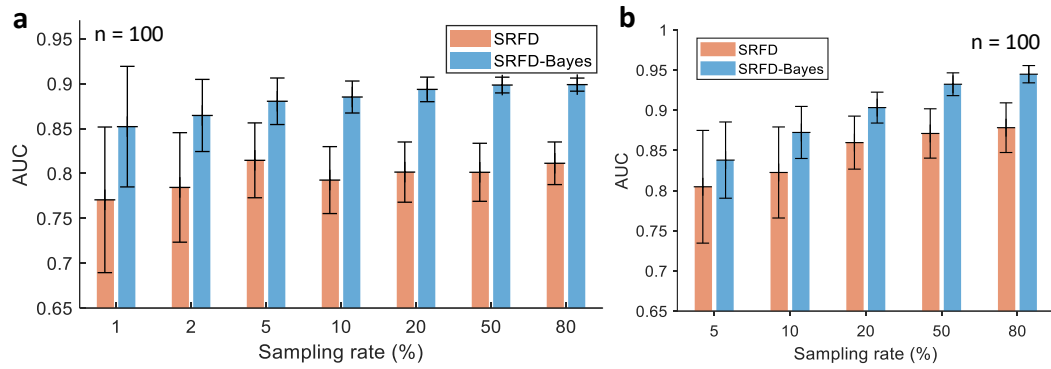 a
n = 100
SRFD
SRFD-Bayes
AUC
0.95
0.9
0.85
0.8
0.75
0.7
0.65
1 2 5 10 20 50 80
Sampling rate (%)
b
n = 100
SRFD
SRFD-Bayes
AUC
1
0.95
0.9
0.85
0.8
0.75
0.7
0.65
5 10 20 50 80
Sampling rate (%)